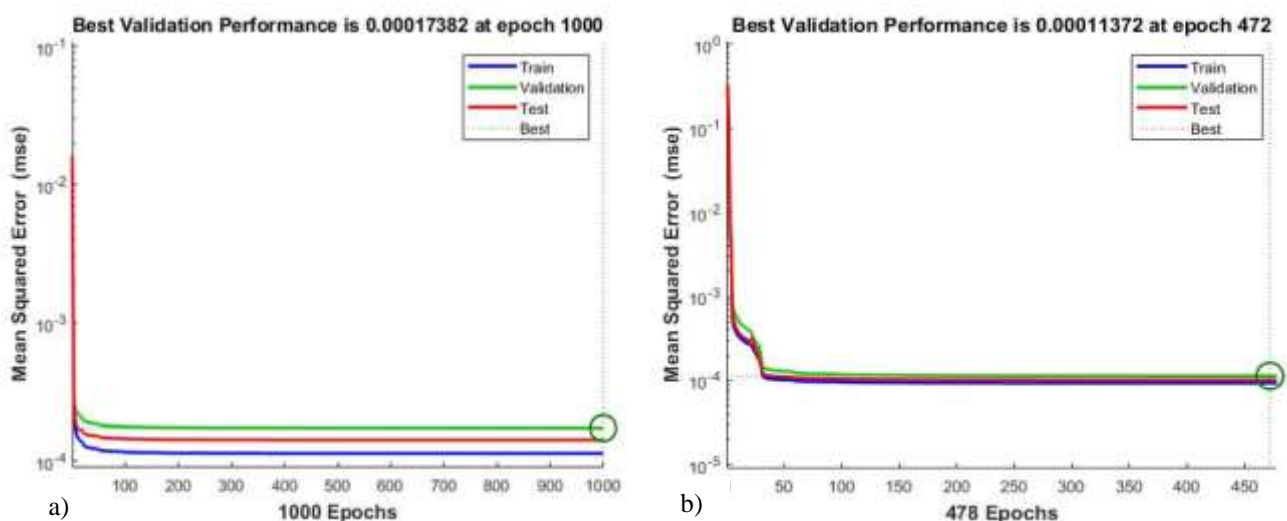 Best Validation Performance is 0.00017382 at epoch 1000
10^-1
10^-2
10^-3
10^-4
Mean Squared Error (mse)
Train
Validation
Test
Best
100 200 300 400 500 600 700 800 900 1000
1000 Epochs
a)
Best Validation Performance is 0.00011372 at epoch 472
10^0
10^-1
10^-2
10^-3
10^-4
10^-5
Mean Squared Error (mse)
Train
Validation
Test
Best
50 100 150 200 250 300 350 400 450
478 Epochs
b)